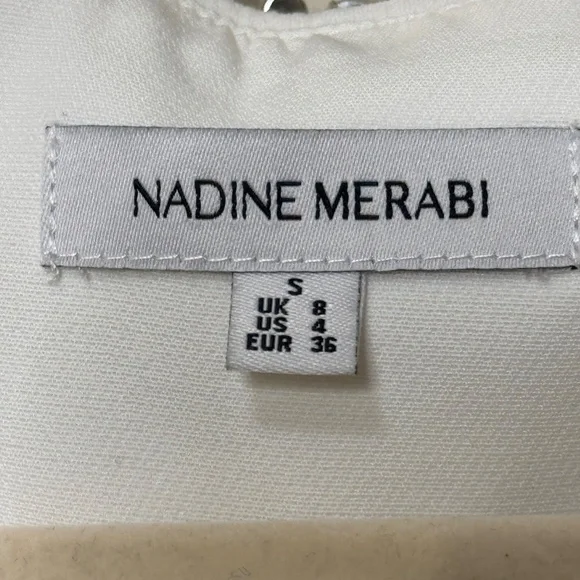 NADINE MERABI
S
UK 8
US 4
EUR 36